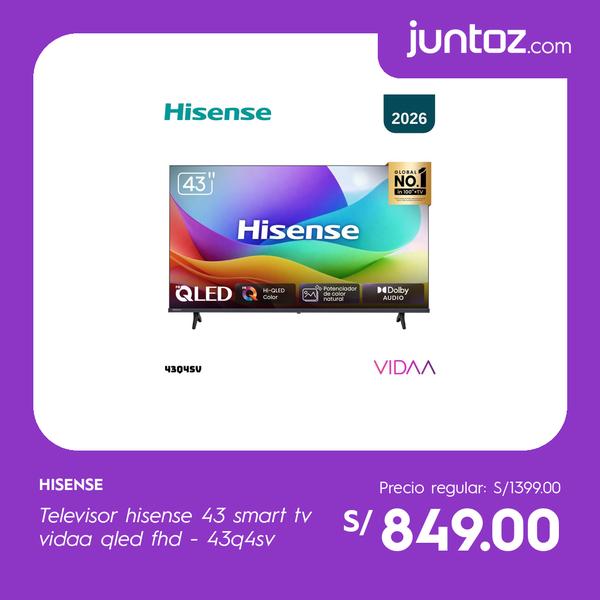 juntoz.com
Hisense
2026
43"
GLOBAL
NO.1
in 100"+TV
Hisense
QLED
Hi-QLED
Color
Potenciador
de color
natural
Dolby
AUDIO
43Q4SV
VIDAA
HISENSE
Televisor hisense 43 smart tv
vidaa qled fhd - 43q4sv
Precio regular: S/1399.00
S/849.00